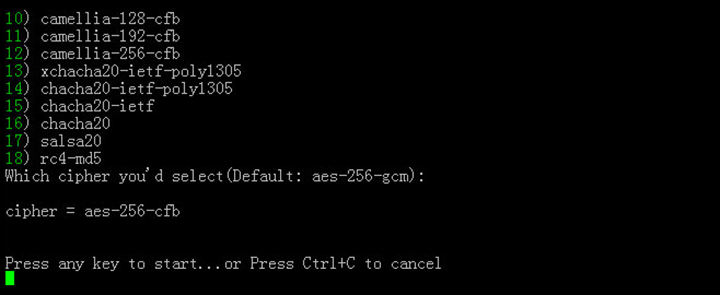 10) camellia-128-cfb
11) camellia-192-cfb
12) camellia-256-cfb
13) xchacha20-ietf-poly1305
14) chacha20-ietf-poly1305
15) chacha20-ietf
16) chacha20
17) salsa20
18) rc4-md5
Which cipher you'd select(Default: aes-256-gcm):
cipher = aes-256-cfb
Press any key to start...or Press Ctrl+C to cancel